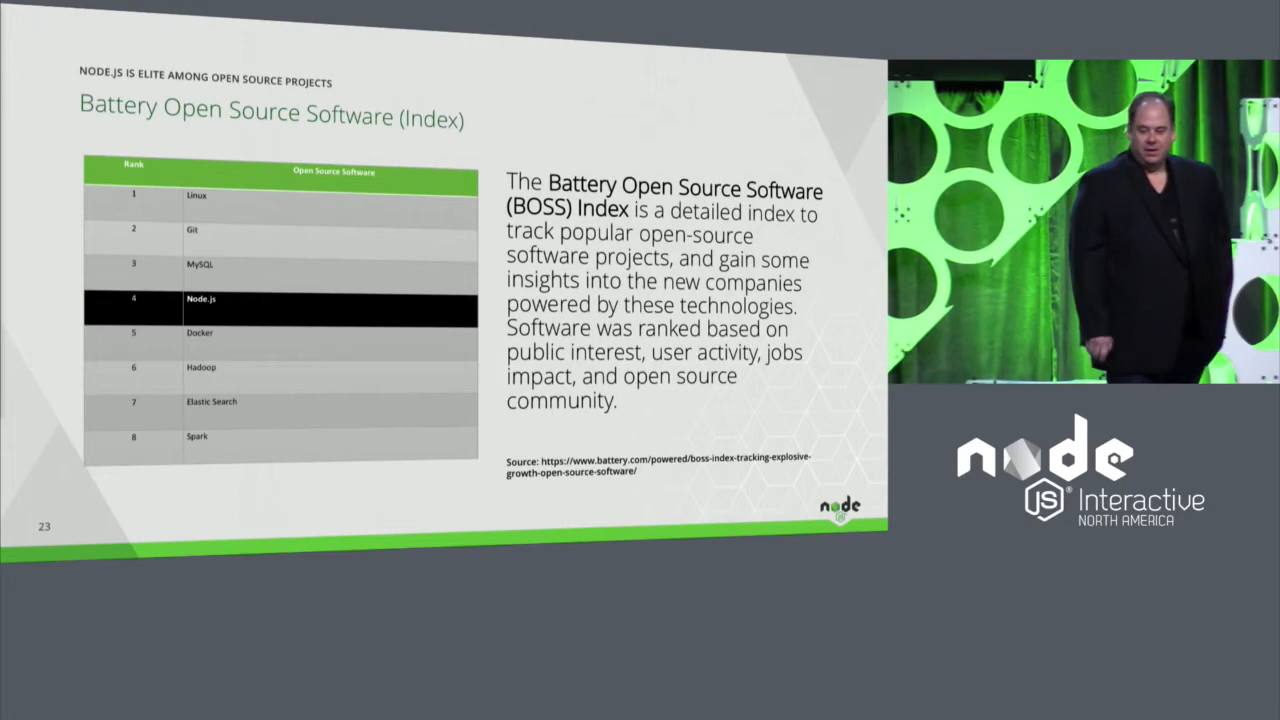 NODE.JS IS ELITE AMONG OPEN SOURCE PROJECTS
Battery Open Source Software (Index)
Rank Open Source Software
1 Linux
2 Git
3 MySQL
4 Node.js
5 Docker
6 Hadoop
7 Elastic Search
8 Spark
The Battery Open Source Software
(BOSS) Index is a detailed index to
track popular open-source
software projects, and gain some
insights into the new companies
powered by these technologies.
Software was ranked based on
public interest, user activity, jobs
impact, and open source
community.
Source: https://www.battery.com/powered/boss-index-tracking-explosive-
growth-open-source-software/
node
23
node
JS® Interactive
NORTH AMERICA